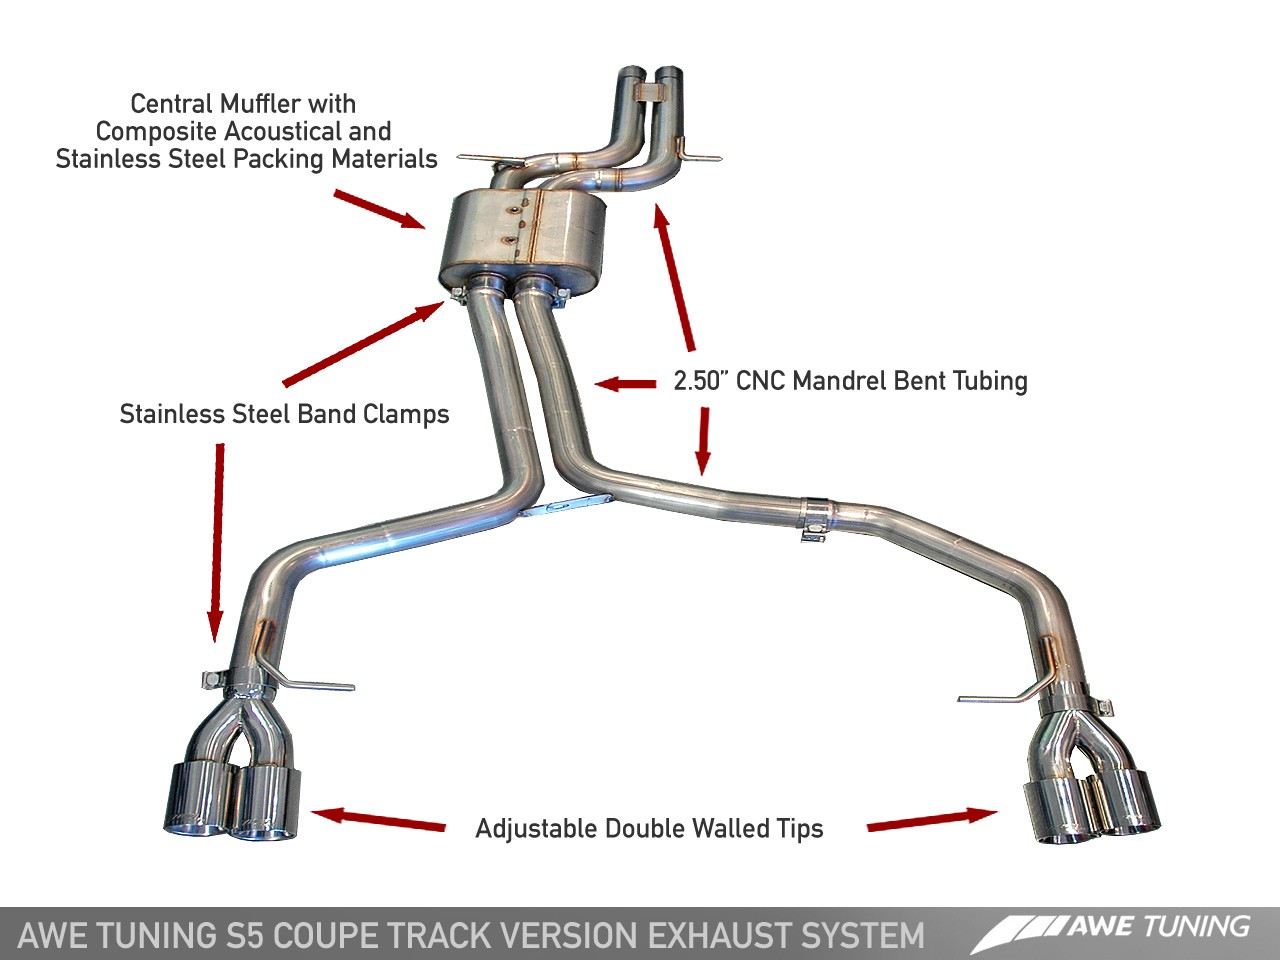 Central Muffler with
Composite Acoustical and
Stainless Steel Packing Materials
2.50” CNC Mandrel Bent Tubing
Stainless Steel Band Clamps
Adjustable Double Walled Tips
AWE TUNING S5 COUPE TRACK VERSION EXHAUST SYSTEM
AWE TUNING